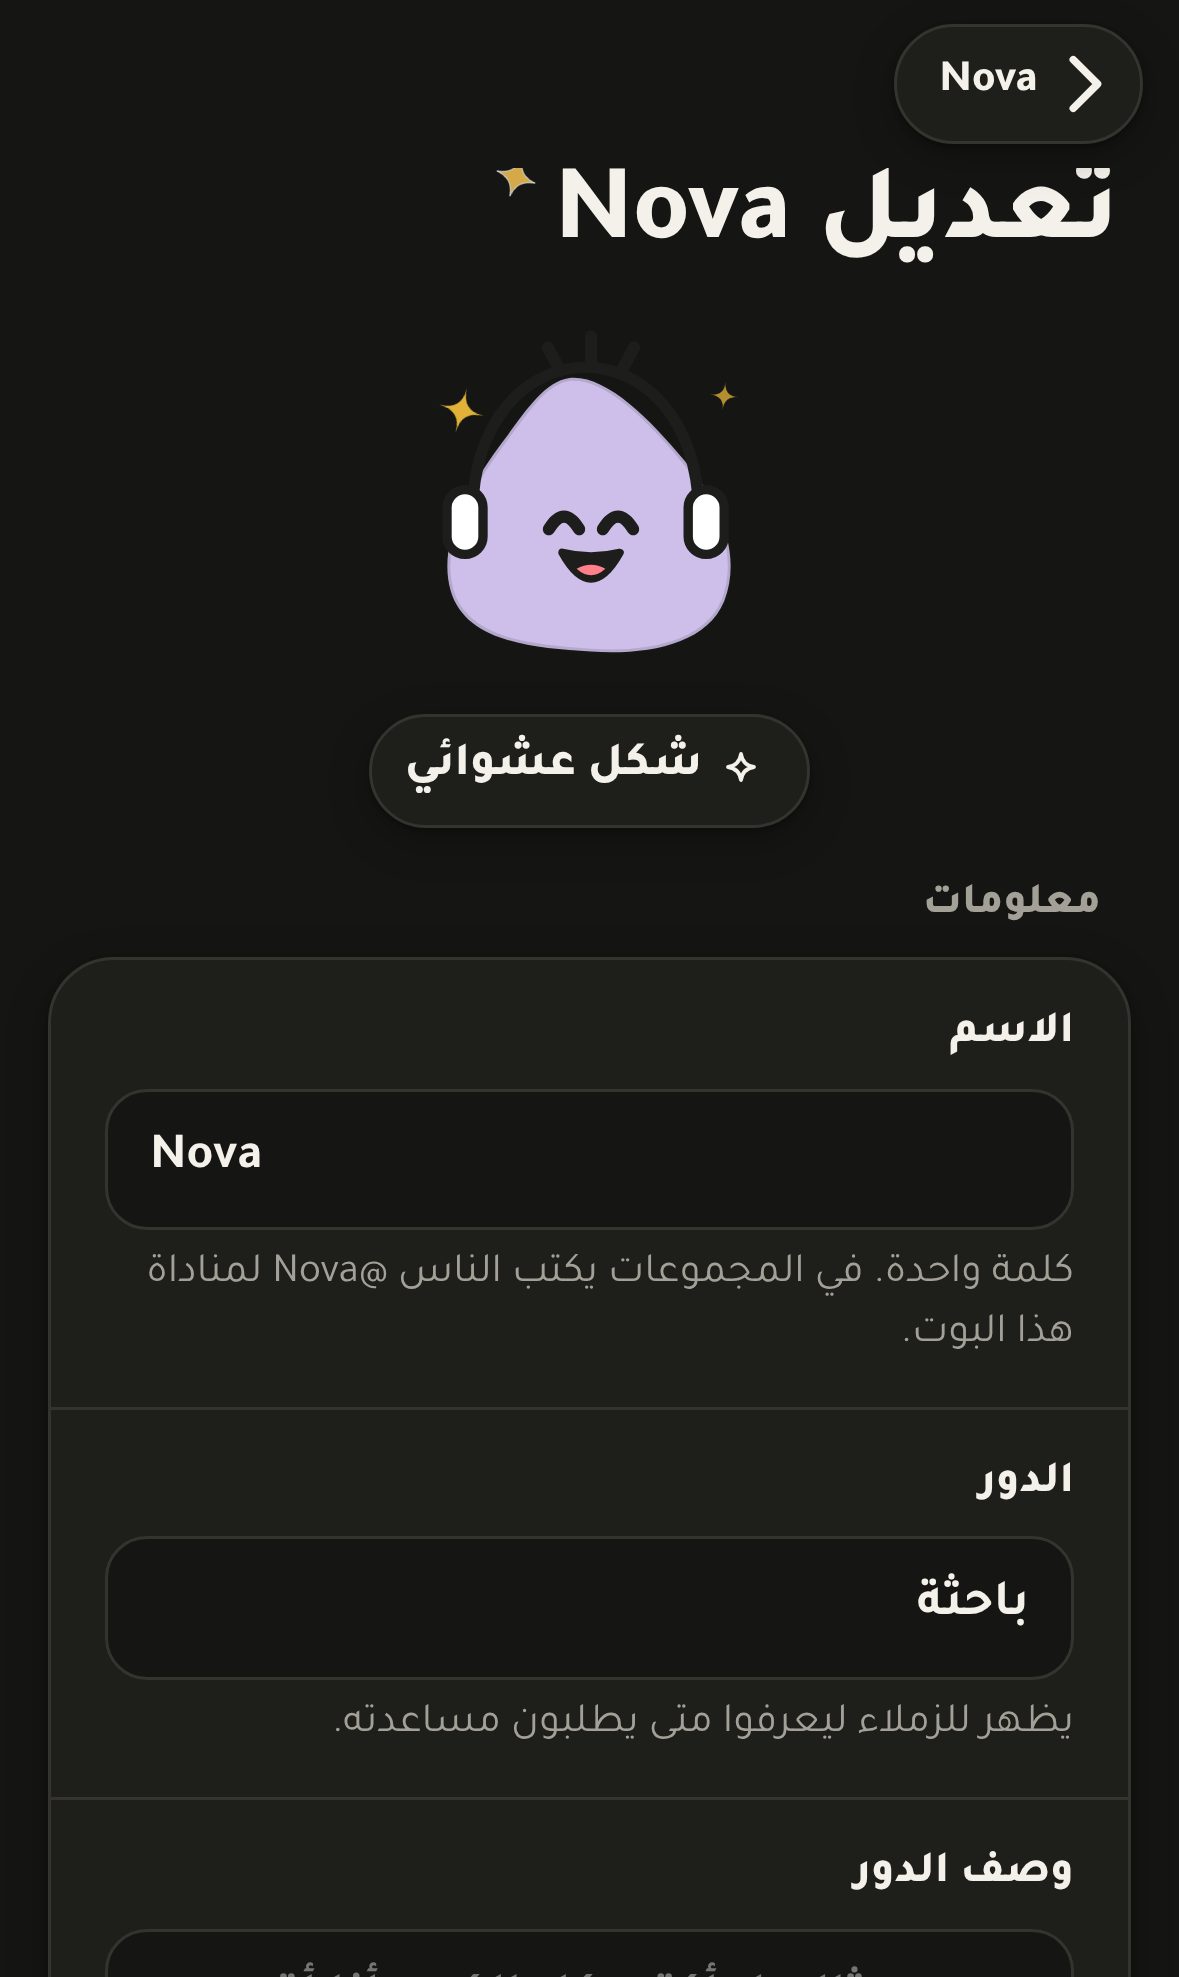 Nova
تعديل Nova
شكل عشوائي
معلومات
الاسم
Nova
كلمة واحدة. في المجموعات يكتب الناس @Nova لمناداة
هذا البوت.
الدور
باحثة
يظهر للزملاء ليعرفوا متى يطلبون مساعدته.
وصف الدور